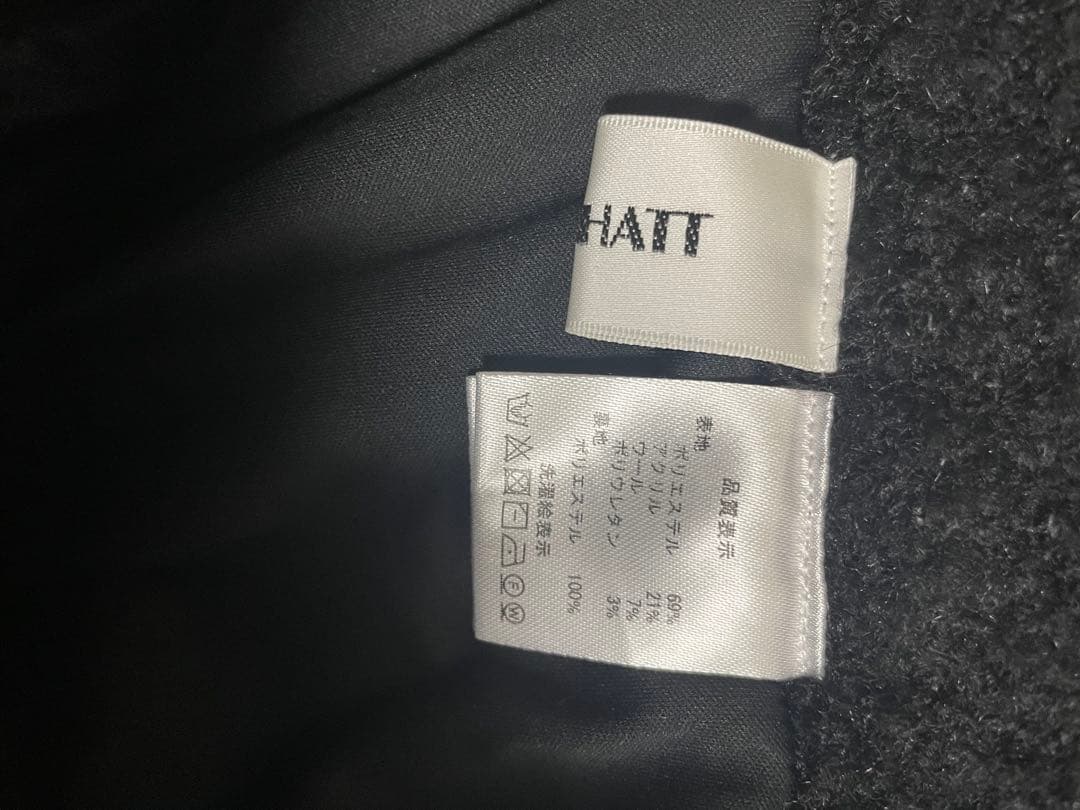 HATT
品質表示
表地
ポリエステル 69%
アクリル 21%
ウール 7%
ポリウレタン 3%
裏地
ポリエステル 100%
洗濯絵表示
F W